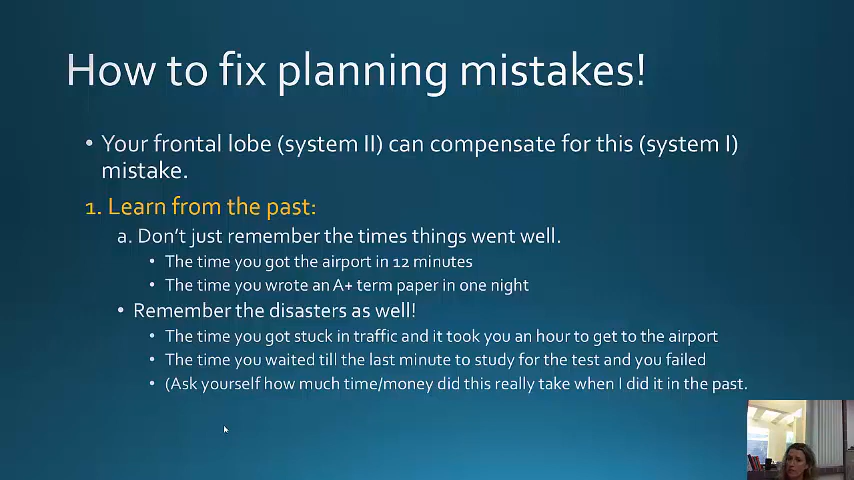 How to fix planning mistakes!
• Your frontal lobe (system II) can compensate for this (system I)
mistake.
1. Learn from the past:
a. Don't just remember the times things went well.
• The time you got the airport in 12 minutes
• The time you wrote an A+ term paper in one night
• Remember the disasters as well!
• The time you got stuck in traffic and it took you an hour to get to the airport
• The time you waited till the last minute to study for the test and you failed
• (Ask yourself how much time/money did this really take when I did it in the past.